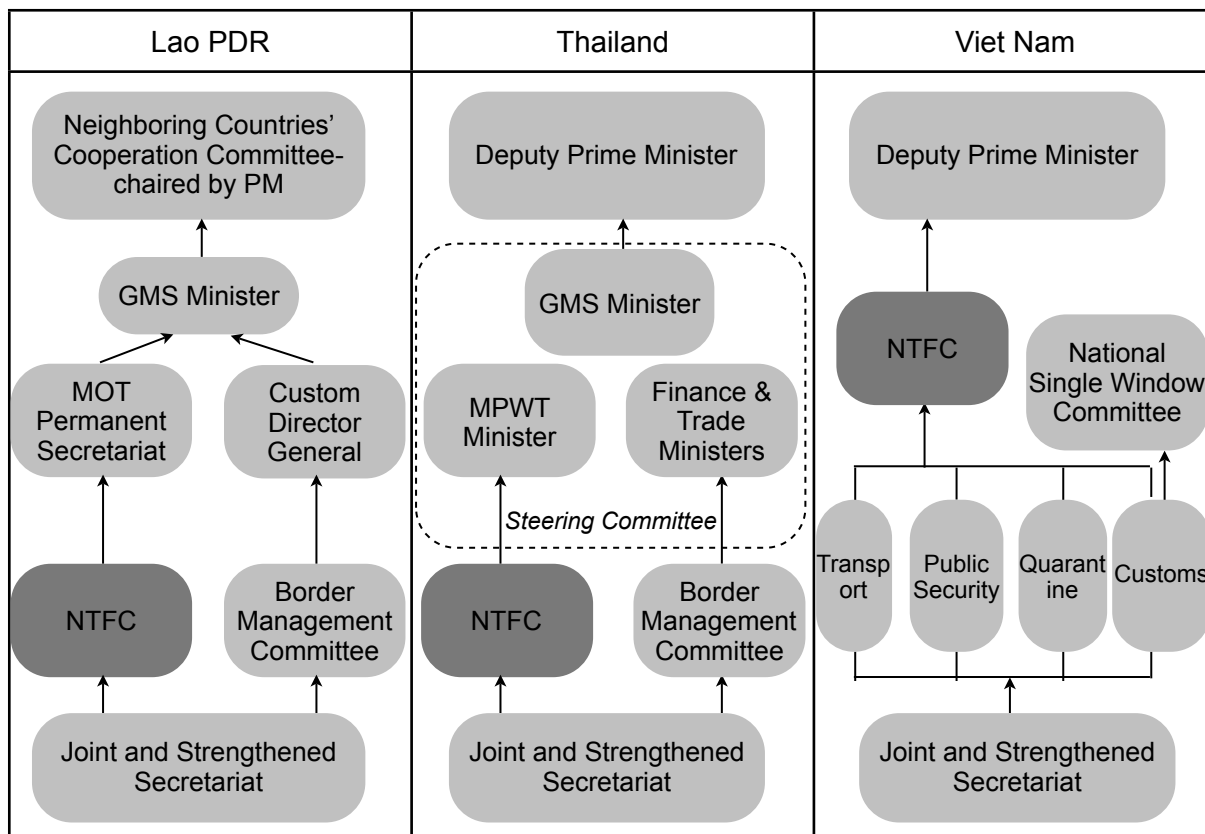 Lao PDR
Neighboring Countries’
Cooperation Committee-
chaired by PM
GMS Minister
MOT
Permanent
Secretariat
Custom
Director
General
NTFC
Border
Management
Committee
Joint and Strengthened
Secretariat
Thailand
Deputy Prime Minister
GMS Minister
MPWT
Minister
Finance &
Trade
Ministers
Steering Committee
NTFC
Border
Management
Committee
Joint and Strengthened
Secretariat
Viet Nam
Deputy Prime Minister
NTFC
National
Single Window
Committee
Transp
ort
Public
Security
Quarant
ine
Customs
Joint and Strengthened
Secretariat